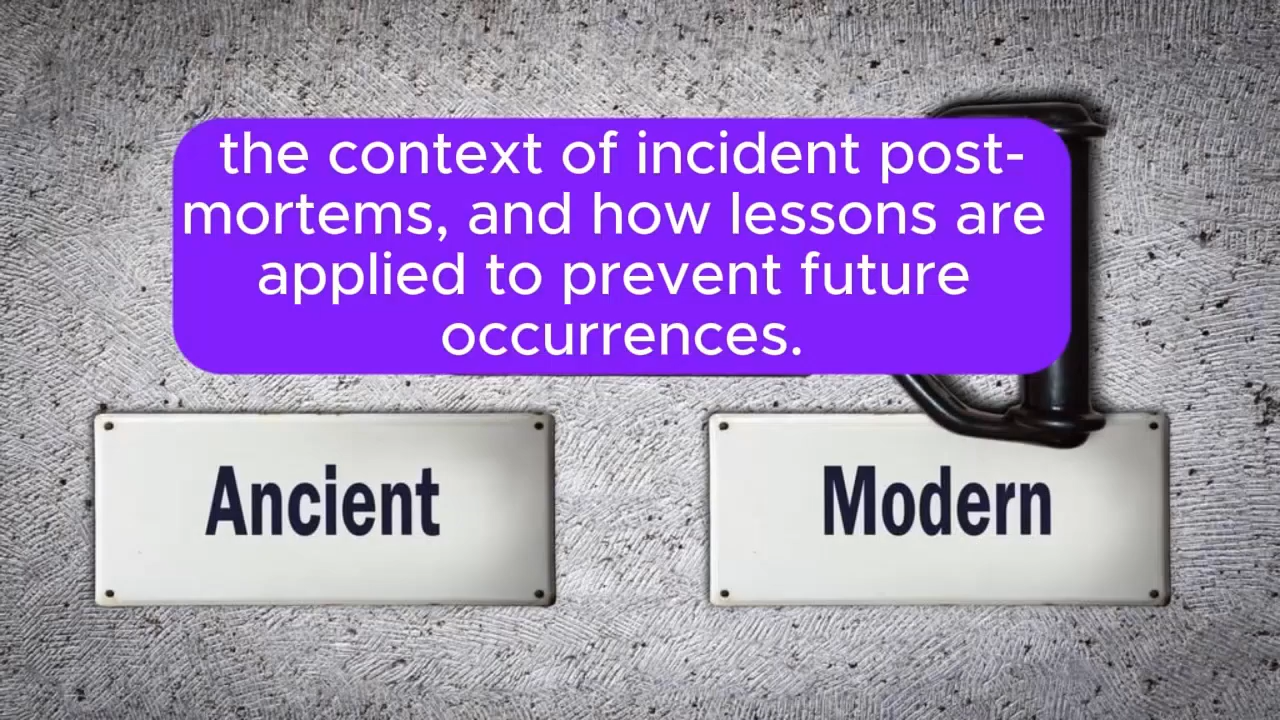 the context of incident post-
mortems, and how lessons are
applied to prevent future
occurrences.
Ancient
Modern